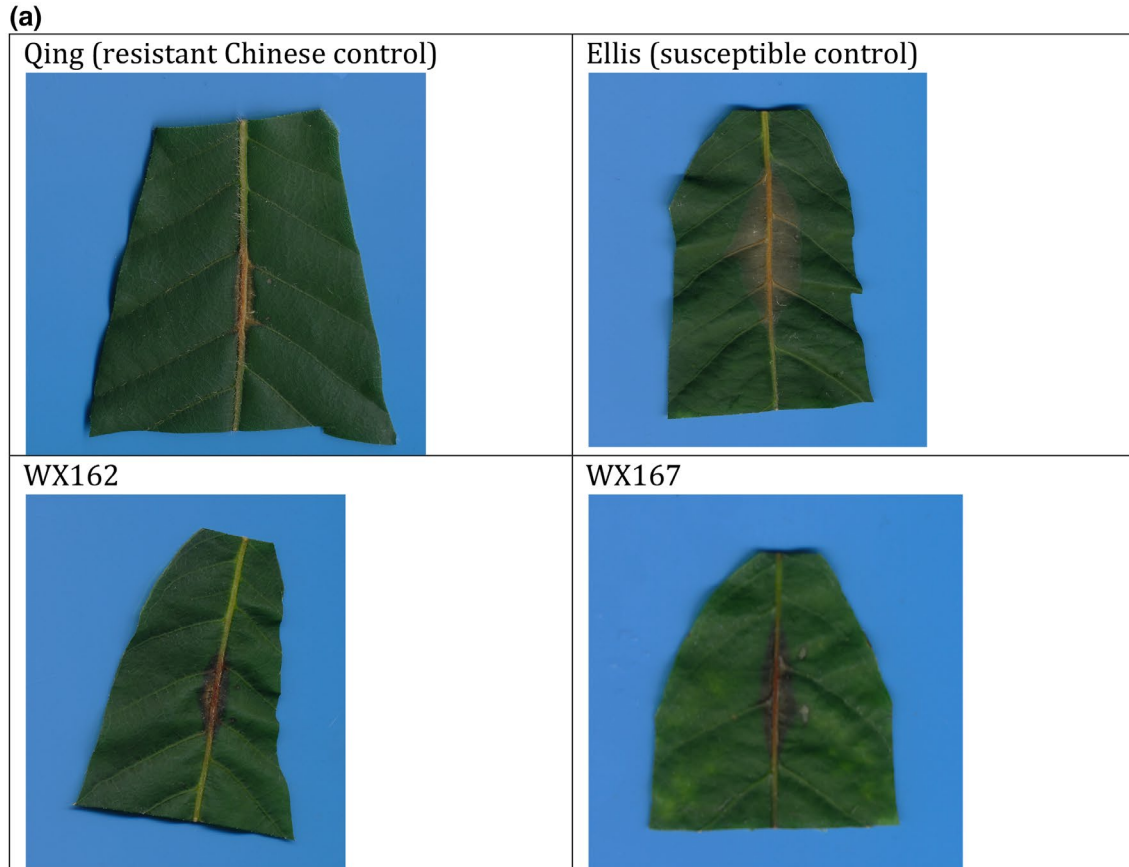 (a)
Qing (resistant Chinese control)
Ellis (susceptible control)
WX162
WX167